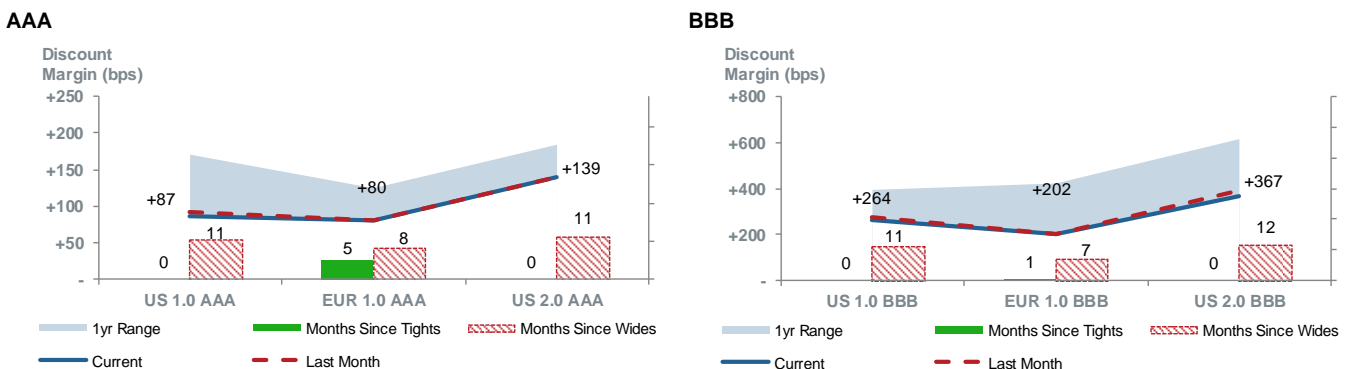 AAA
Discount
Margin (bps)
+250
+200
+150
+100
+50
-
+87
+80
+139
11
5
8
11
0
0
US 1.0 AAA
EUR 1.0 AAA
US 2.0 AAA
1yr Range
Months Since Tights
Months Since Wides
Current
Last Month
BBB
Discount
Margin (bps)
+800
+600
+400
+200
-
+264
+202
+367
11
1
7
12
0
0
US 1.0 BBB
EUR 1.0 BBB
US 2.0 BBB
1yr Range
Months Since Tights
Months Since Wides
Current
Last Month